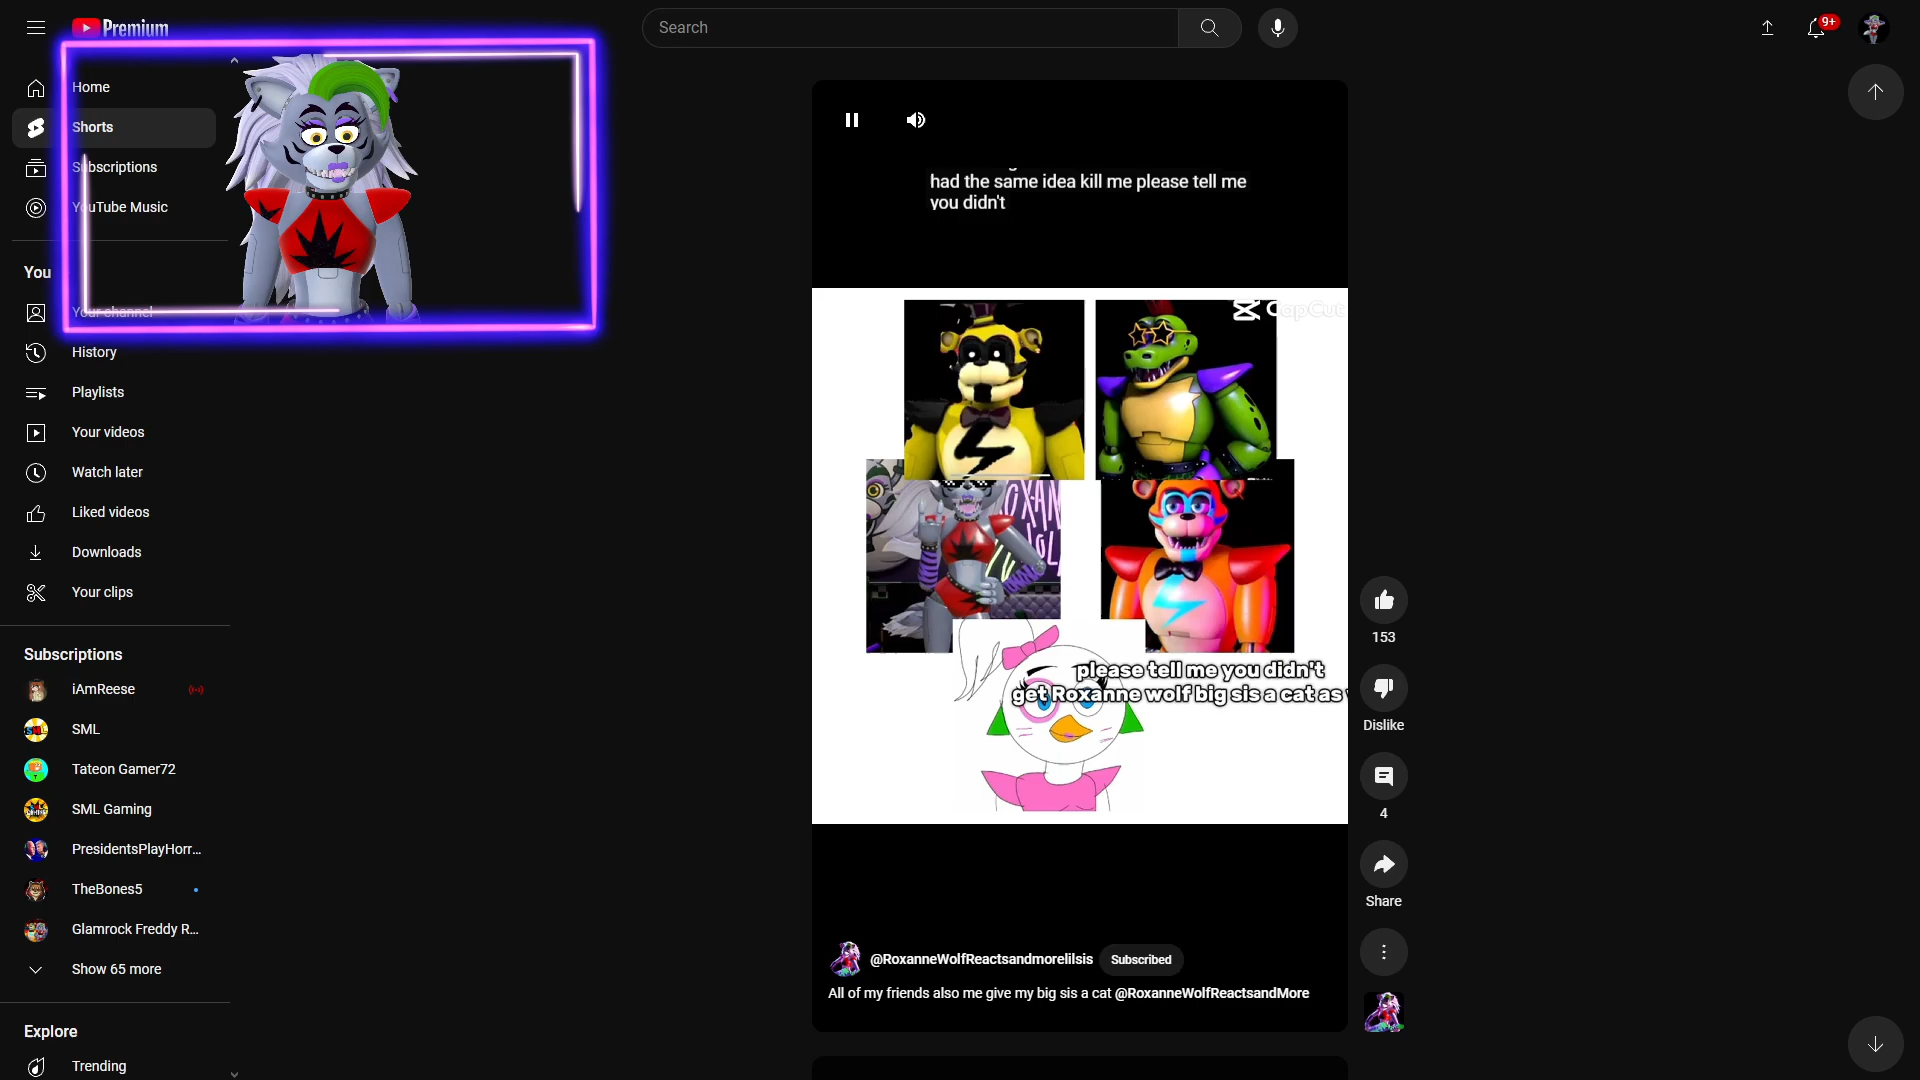 Premium
Search
9+
Home
Shorts
Subscriptions
YouTube Music
You
Your channel
History
Playlists
Your videos
Watch later
Liked videos
Downloads
Your clips
Subscriptions
iAmReese
SML
Tateon Gamer72
SML Gaming
PresidentsPlayHorr...
TheBones5
Glamrock Freddy R...
Show 65 more
Explore
Trending
had the same idea kill me please tell me
you didn't
CapCut
please tell me you didn't
get Roxanne wolf big sis a cat as
153
Dislike
4
Share
@RoxanneWolfReactsandmorelilsis
Subscribed
All of my friends also me give my big sis a cat @RoxanneWolfReactsandMore